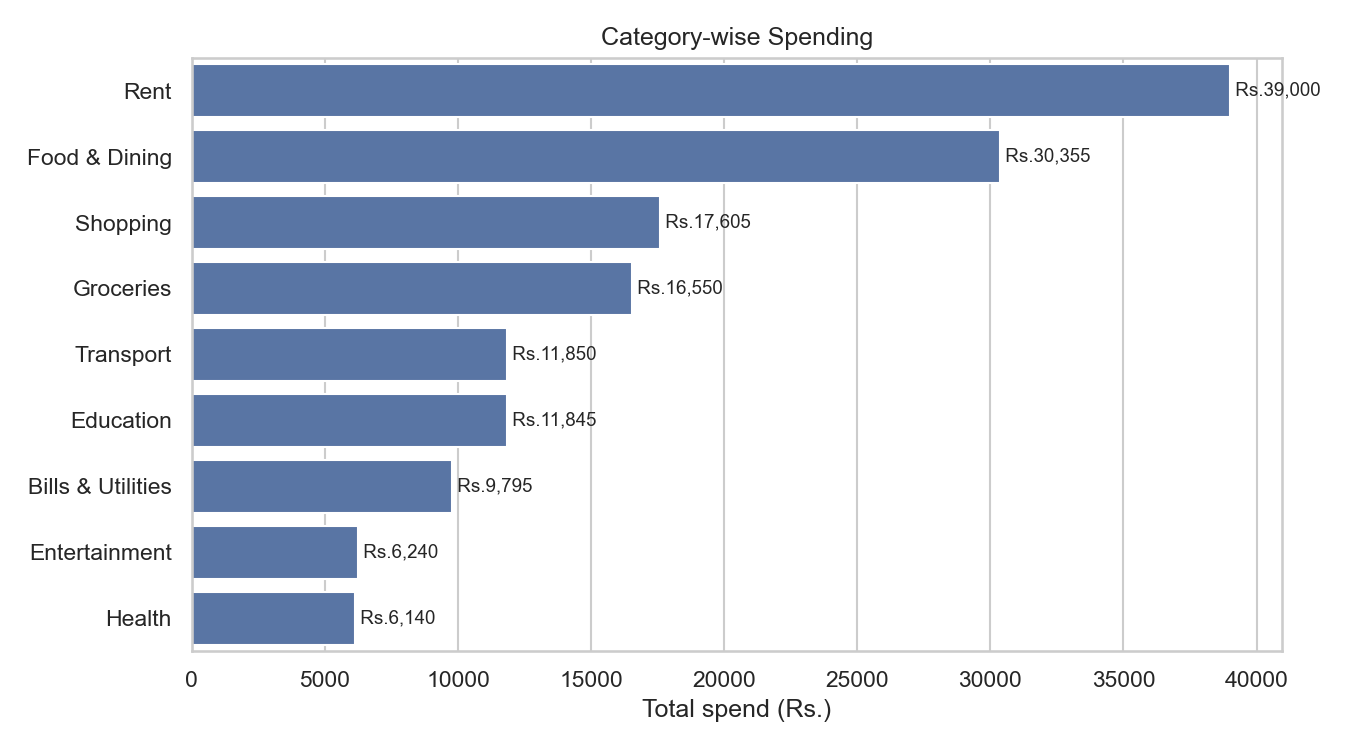 Category-wise Spending
Rent Rs.39,000
Food & Dining Rs.30,355
Shopping Rs.17,605
Groceries Rs.16,550
Transport Rs.11,850
Education Rs.11,845
Bills & Utilities Rs.9,795
Entertainment Rs.6,240
Health Rs.6,140
0 5000 10000 15000 20000 25000 30000 35000 40000
Total spend (Rs.)